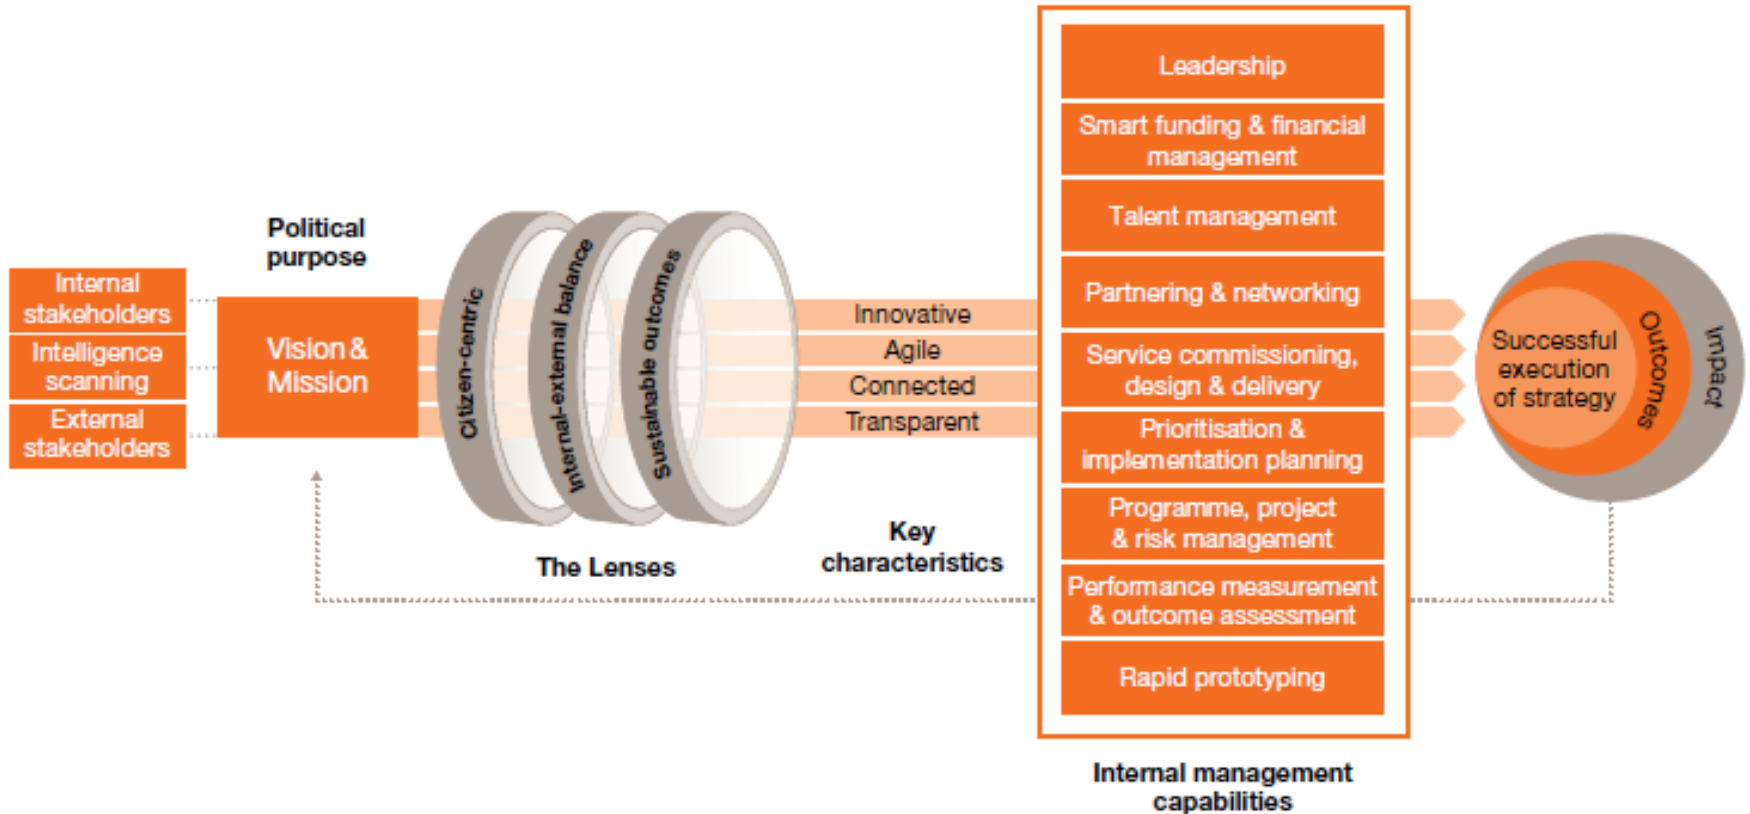 Internal
stakeholders
Intelligence
scanning
External
stakeholders
Political
purpose
Vision &
Mission
Citizen-centric
Internal-external balance
Sustainable outcomes
The Lenses
Innovative
Agile
Connected
Transparent
Key
characteristics
Leadership
Smart funding & financial
management
Talent management
Partnering & networking
Service commissioning,
design & delivery
Prioritisation &
implementation planning
Programme, project
& risk management
Performance measurement
& outcome assessment
Rapid prototyping
Internal management
capabilities
Successful
execution
of strategy
Outcomes
Impact